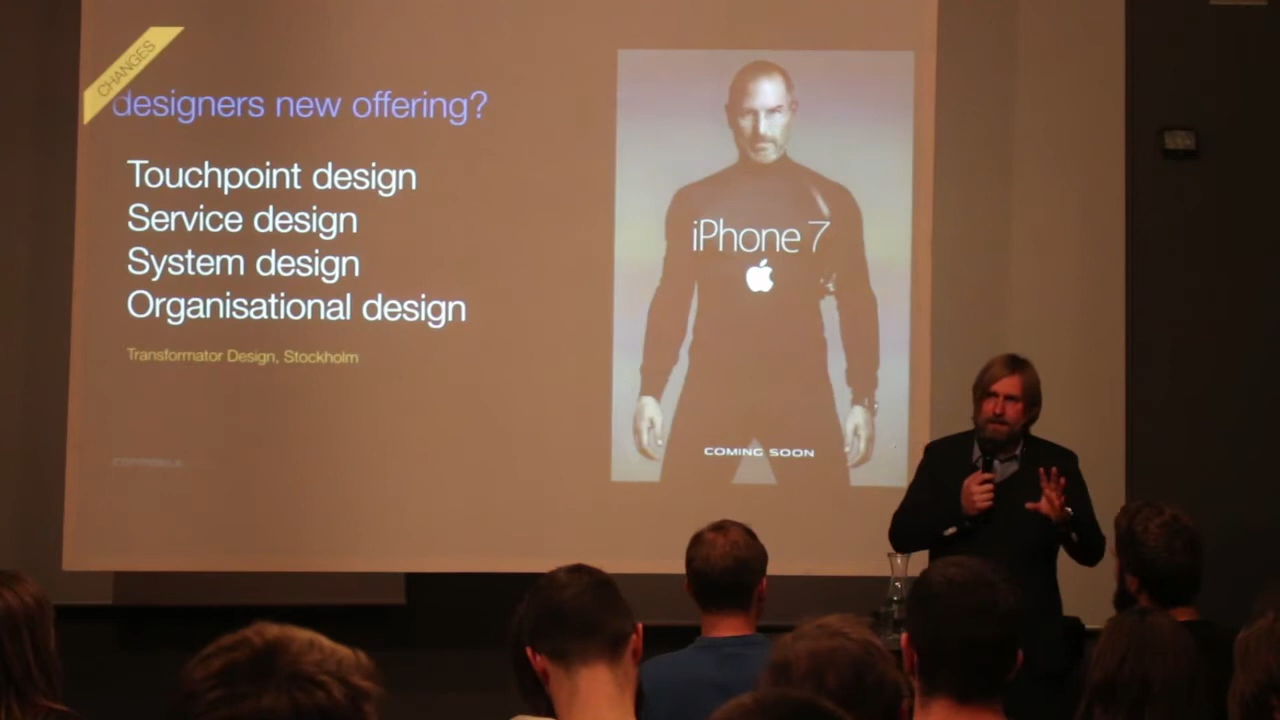 CHANGES
designers new offering?
Touchpoint design
Service design
System design
Organisational design
Transformator Design, Stockholm
iPhone 7
COMING SOON